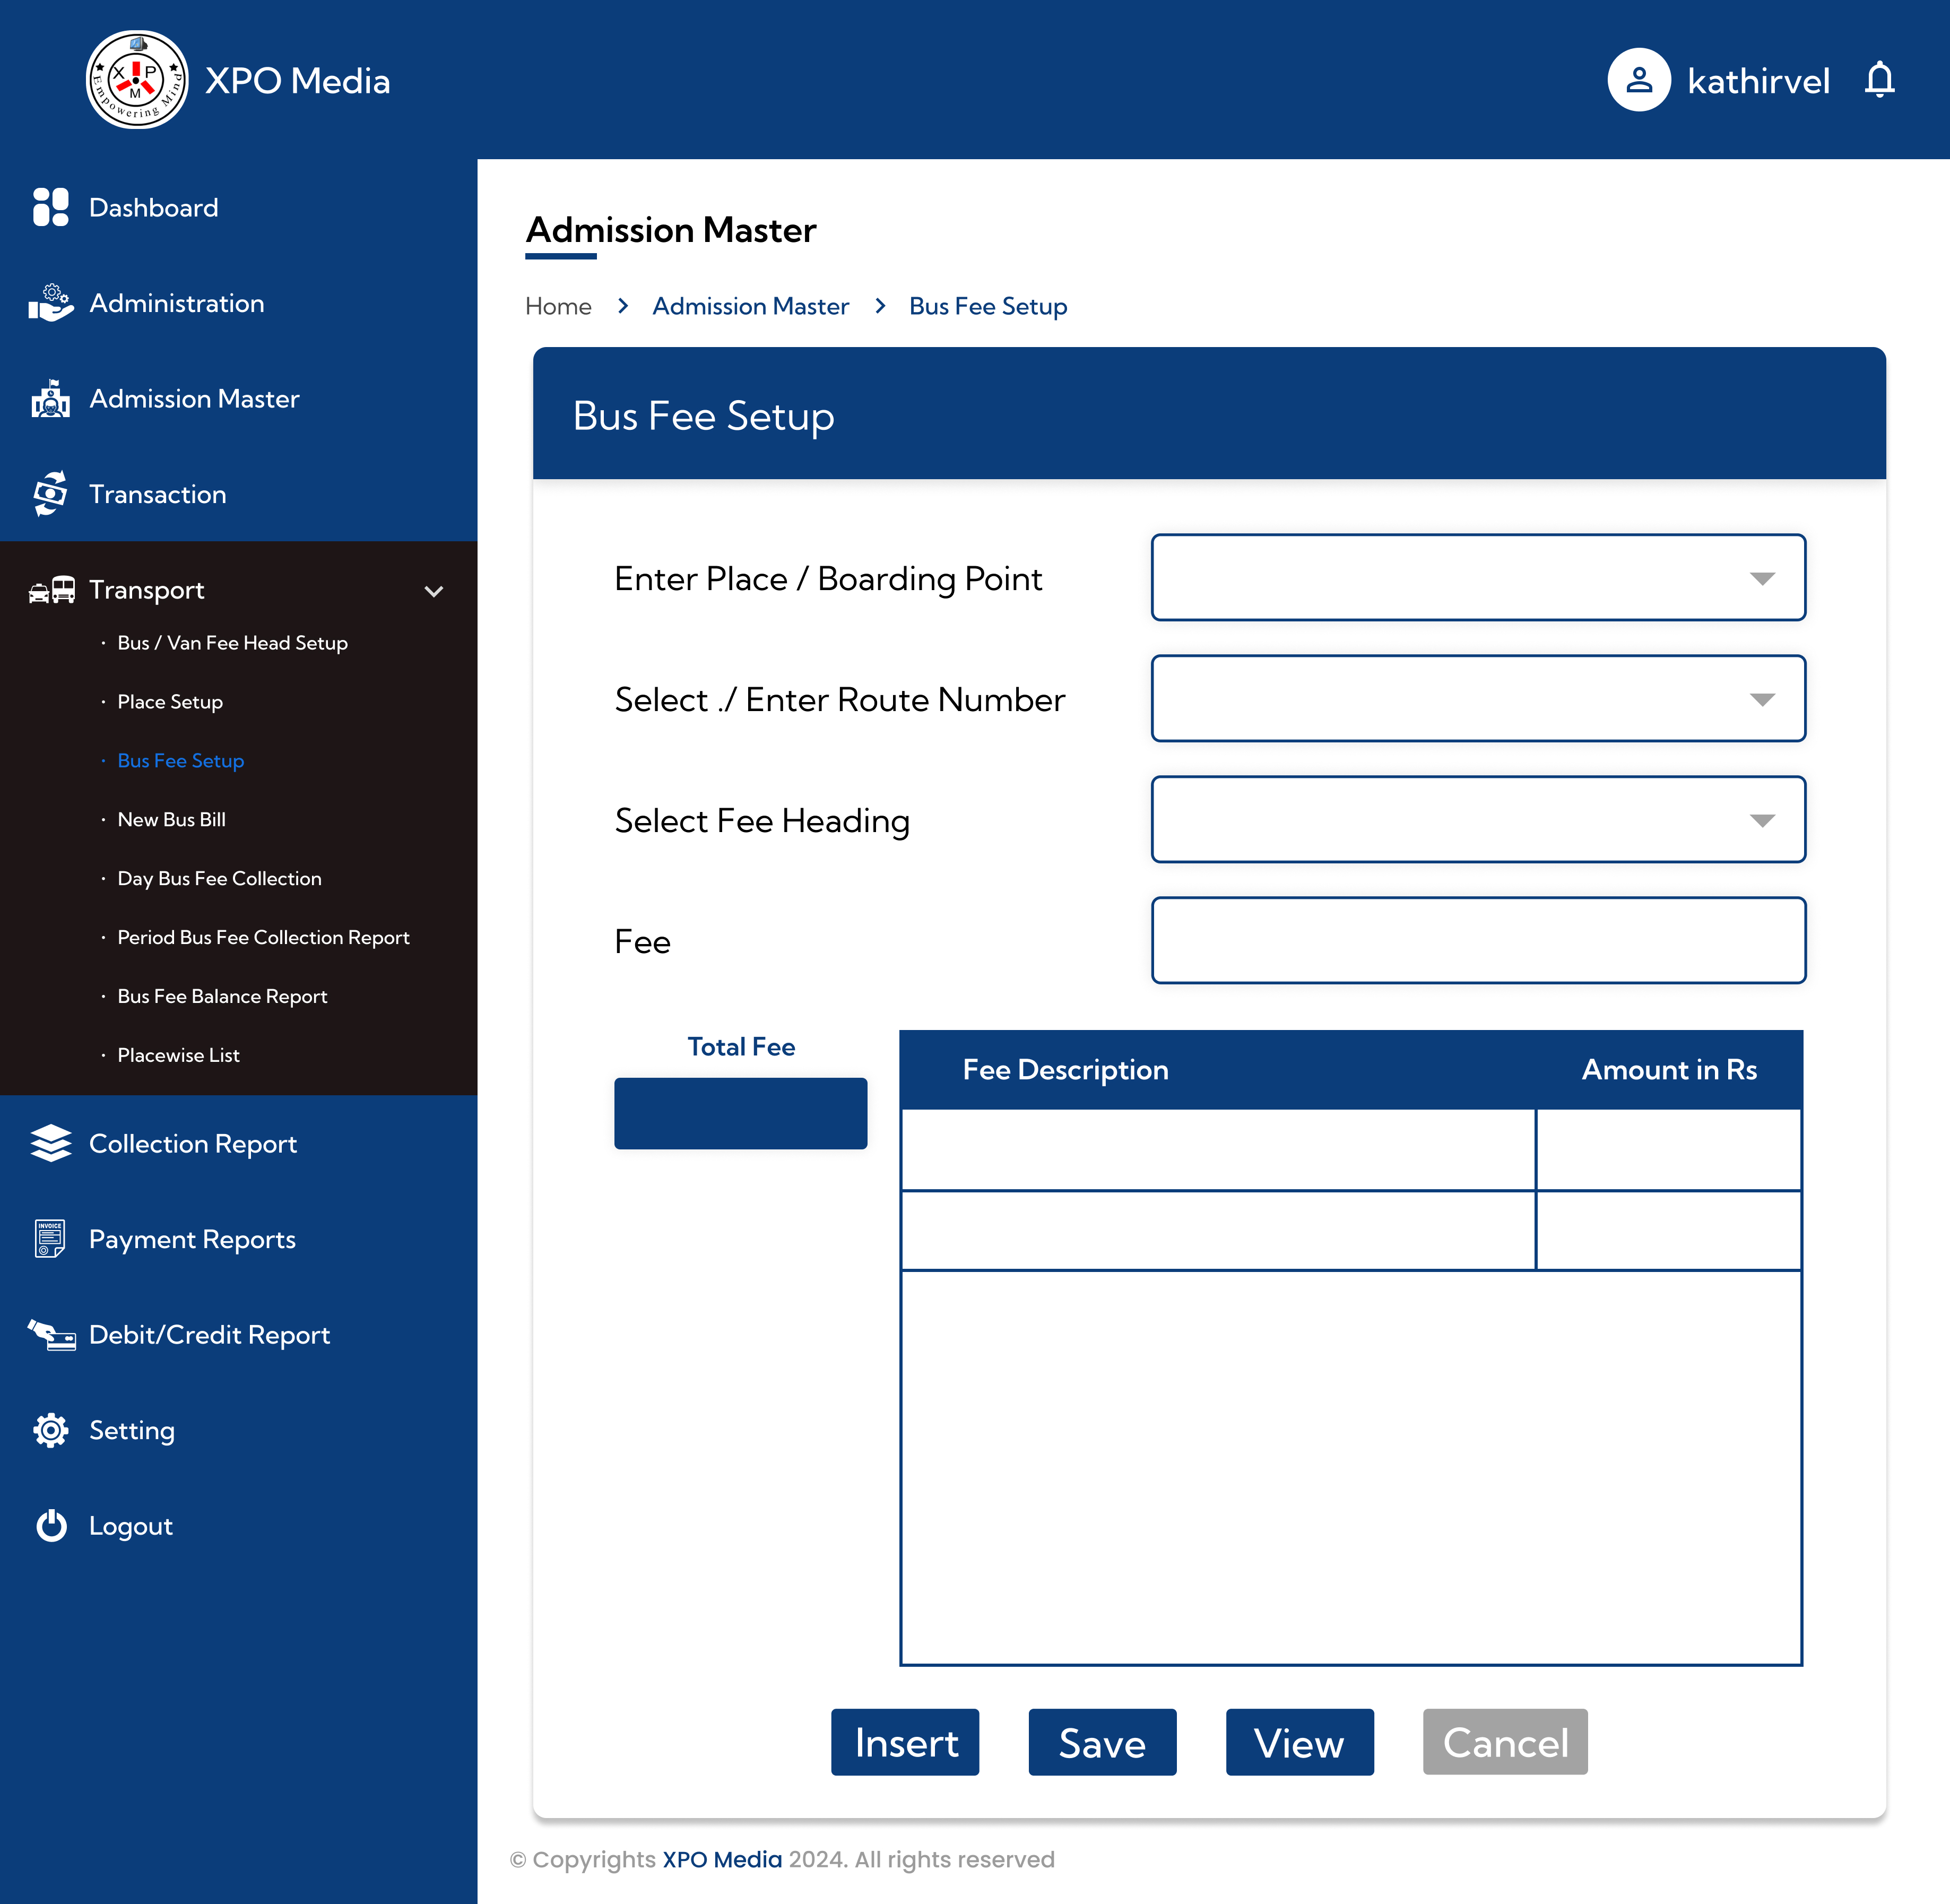 X P
M
Empowering Mind
XPO Media
kathirvel
Dashboard
Administration
Admission Master
Transaction
Transport
· Bus / Van Fee Head Setup
· Place Setup
· Bus Fee Setup
· New Bus Bill
· Day Bus Fee Collection
· Period Bus Fee Collection Report
· Bus Fee Balance Report
· Placewise List
Collection Report
INVOICE
Payment Reports
Debit/Credit Report
Setting
Logout
Admission Master
Home > Admission Master > Bus Fee Setup
Bus Fee Setup
Enter Place / Boarding Point
Select ./ Enter Route Number
Select Fee Heading
Fee
Total Fee
Fee Description Amount in Rs
Insert Save View Cancel
© Copyrights XPO Media 2024. All rights reserved